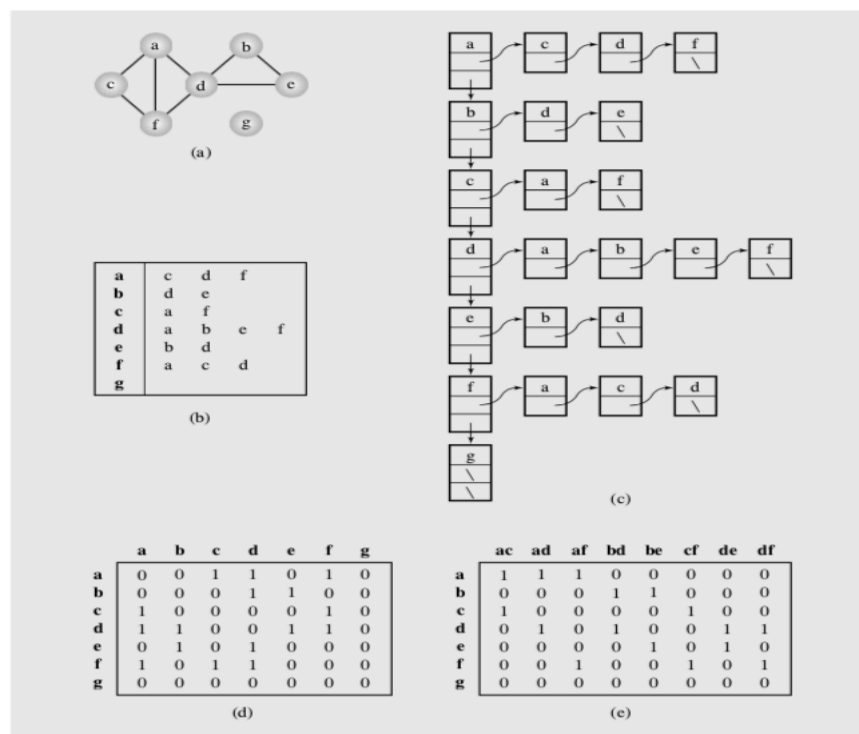 a b
c d e
f g
(a)
a c d f
b d e
c a f
d a b e f
e b d
f a c d
g
(b)
a c d f
\
b d e
\
c a f
\
d a b e f
\
e b d
\
f a c d
\
g
\
\
(c)
a b c d e f g
a 0 0 1 1 0 1 0
b 0 0 0 1 1 0 0
c 1 0 0 0 0 1 0
d 1 1 0 0 1 1 0
e 0 1 0 1 0 0 0
f 1 0 1 1 0 0 0
g 0 0 0 0 0 0 0
(d)
ac ad af bd be cf de df
a 1 1 1 0 0 0 0 0
b 0 0 0 1 1 0 0 0
c 1 0 0 0 0 1 0 0
d 0 1 0 1 0 0 1 1
e 0 0 0 0 1 0 1 0
f 0 0 1 0 0 1 0 1
g 0 0 0 0 0 0 0 0
(e)